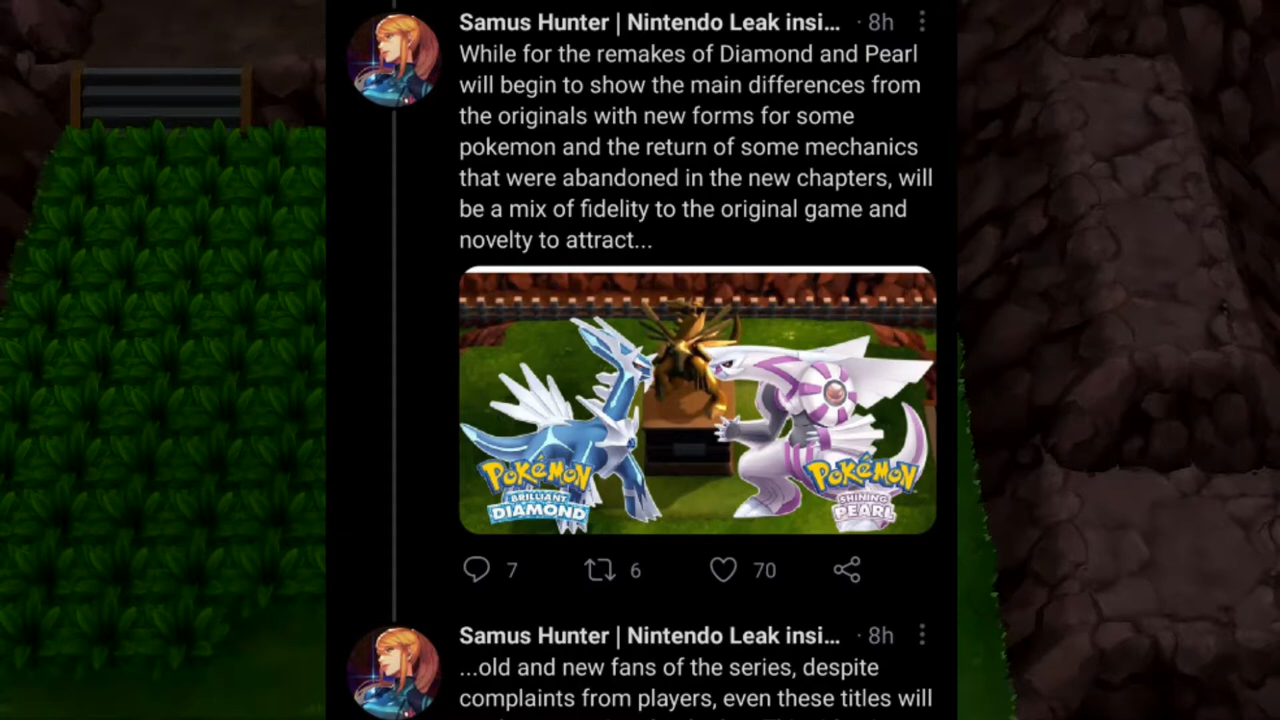 Samus Hunter | Nintendo Leak insi... · 8h
While for the remakes of Diamond and Pearl
will begin to show the main differences from
the originals with new forms for some
pokemon and the return of some mechanics
that were abandoned in the new chapters, will
be a mix of fidelity to the original game and
novelty to attract...
POKéMON
BRILLIANT
DIAMOND
POKéMON
SHINING
PEARL
7 6 70
Samus Hunter | Nintendo Leak insi... · 8h
...old and new fans of the series, despite
complaints from players, even these titles will